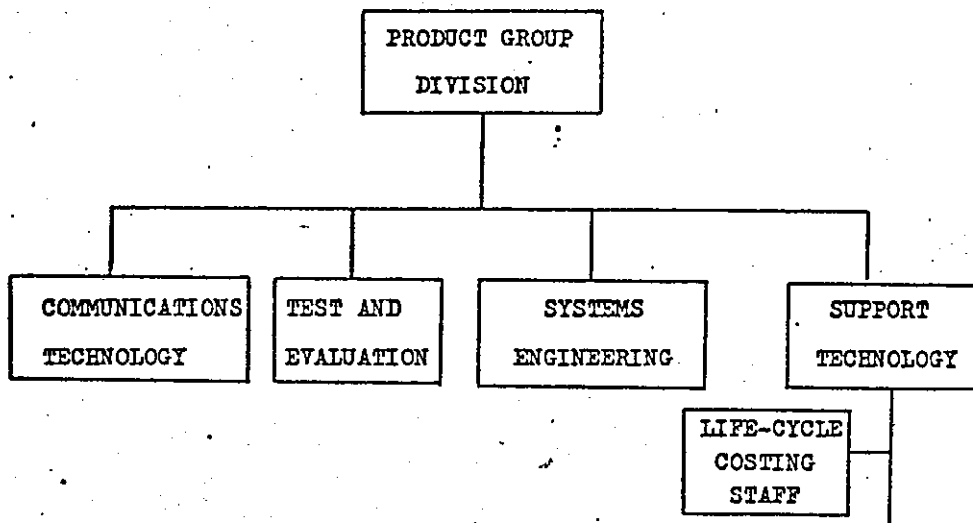 PRODUCT GROUP
DIVISION
COMMUNICATIONS
TECHNOLOGY
TEST AND
EVALUATION
SYSTEMS
ENGINEERING
SUPPORT
TECHNOLOGY
LIFE-CYCLE
COSTING
STAFF